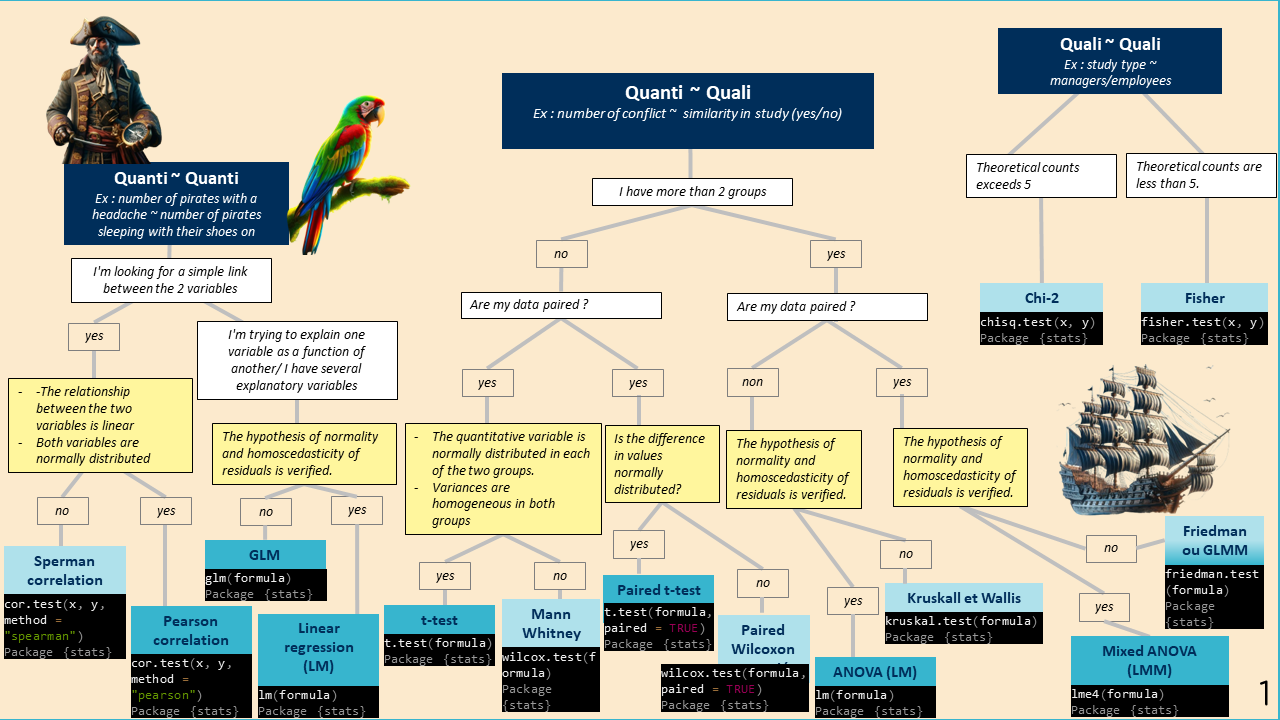 Quanti ~ Quanti
Ex : number of pirates with a
headache ~ number of pirates
sleeping with their shoes on
I'm looking for a simple link
between the 2 variables
yes
I'm trying to explain one
variable as a function of
another/ I have several
explanatory variables
- -The relationship
between the two
variables is linear
- Both variables are
normally distributed
The hypothesis of normality
and homoscedasticity of
residuals is verified.
no
yes
no
yes
Sperman
correlation
cor.test(x, y,
method =
"spearman")
Package {stats}
Pearson
correlation
cor.test(x, y,
method =
"pearson")
Package {stats}
GLM
glm(formula)
Package {stats}
Linear
regression
(LM)
lm(formula)
Package {stats}
Quanti ~ Quali
Ex : number of conflict ~ similarity in study (yes/no)
I have more than 2 groups
no
yes
Are my data paired ?
Are my data paired ?
yes
yes
non
yes
- The quantitative variable is
normally distributed in each
of the two groups.
- Variances are
homogeneous in both
groups
Is the difference
in values
normally
distributed?
The hypothesis of
normality and
homoscedasticity of
residuals is verified.
The hypothesis of
normality and
homoscedasticity of
residuals is verified.
yes
no
yes
no
yes
no
yes
no
t-test
t.test(formula)
Package {stats}
Mann
Whitney
wilcox.test(f
ormula)
Package
{stats}
Paired t-test
t.test(formula,
paired = TRUE)
Package {stats}
Paired
Wilcoxon
wilcox.test(formula,
paired = TRUE)
Package {stats}
ANOVA (LM)
lm(formula)
Package {stats}
Kruskall et Wallis
kruskal.test(formula)
Package {stats}
Mixed ANOVA
(LMM)
lme4(formula)
Package {stats}
Friedman
ou GLMM
friedman.test
(formula)
Package
{stats}
Quali ~ Quali
Ex : study type ~
managers/employees
Theoretical counts
exceeds 5
Theoretical counts are
less than 5.
Chi-2
chisq.test(x, y)
Package {stats}
Fisher
fisher.test(x, y)
Package {stats}
1